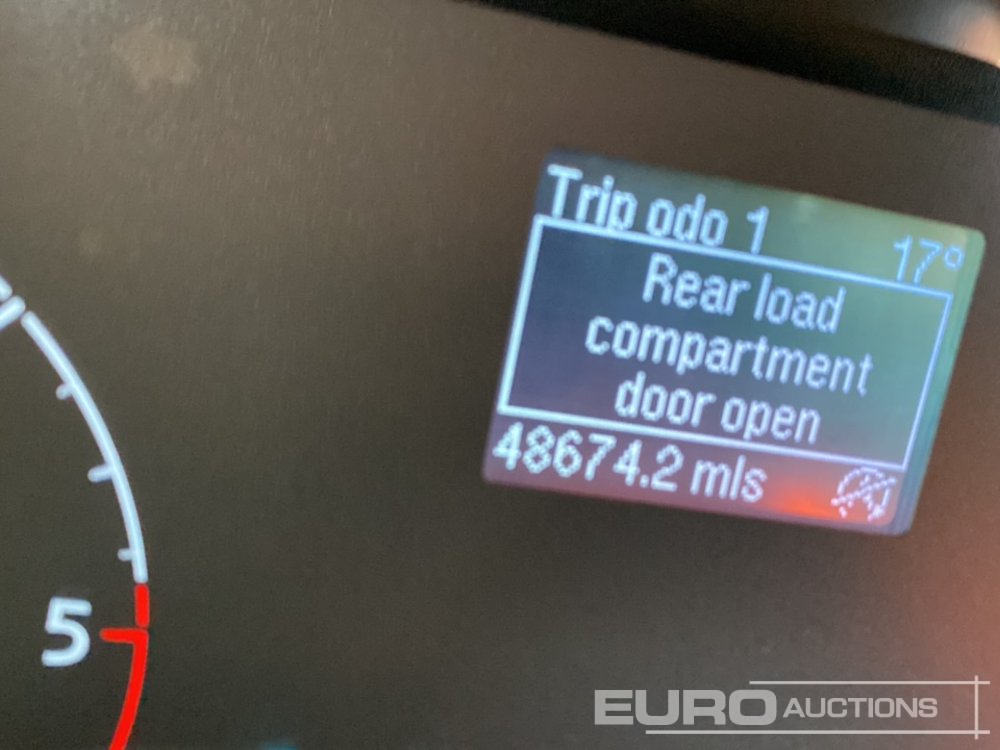 Trip odo 1
17°
Rear load
compartment
door open
48674.2 mls
5
EURO AUCTIONS